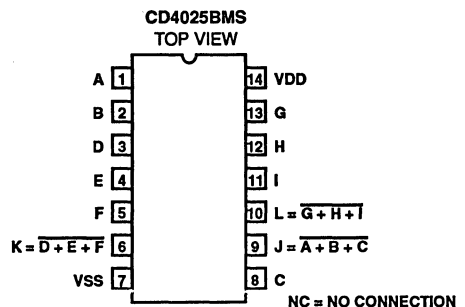 CD4025BMS
TOP VIEW
A 1 14 VDD
B 2 13 G
D 3 12 H
E 4 11 I
F 5 10 L = G + H + I
K = D + E + F 6 9 J = A + B + C
VSS 7 8 C
NC = NO CONNECTION